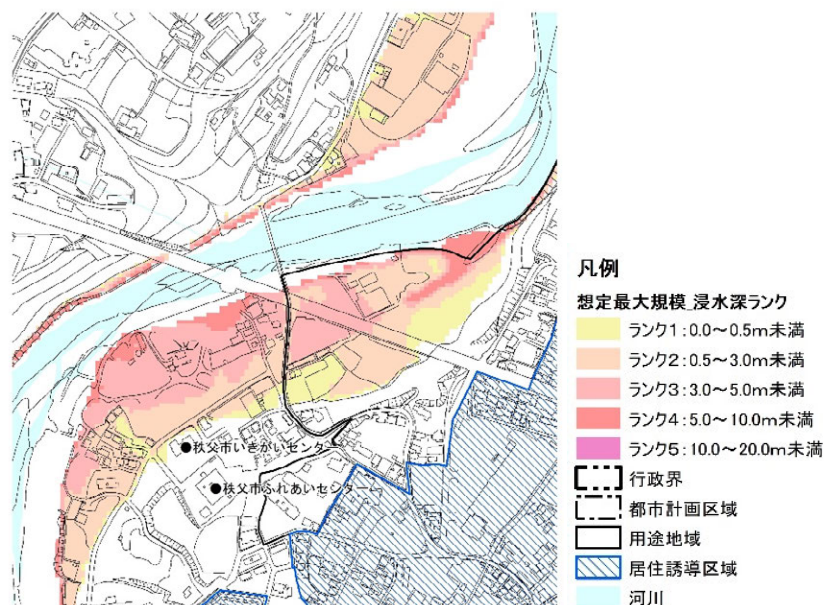 凡例
想定最大規模_浸水深ランク
ランク1:0.0～0.5m未満
ランク2:0.5～3.0m未満
ランク3:3.0～5.0m未満
ランク4:5.0～10.0m未満
ランク5:10.0～20.0m未満
行政界
都市計画区域
用途地域
居住誘導区域
河川
秩父市いきがいセンター
秩父市ふれあいセンター